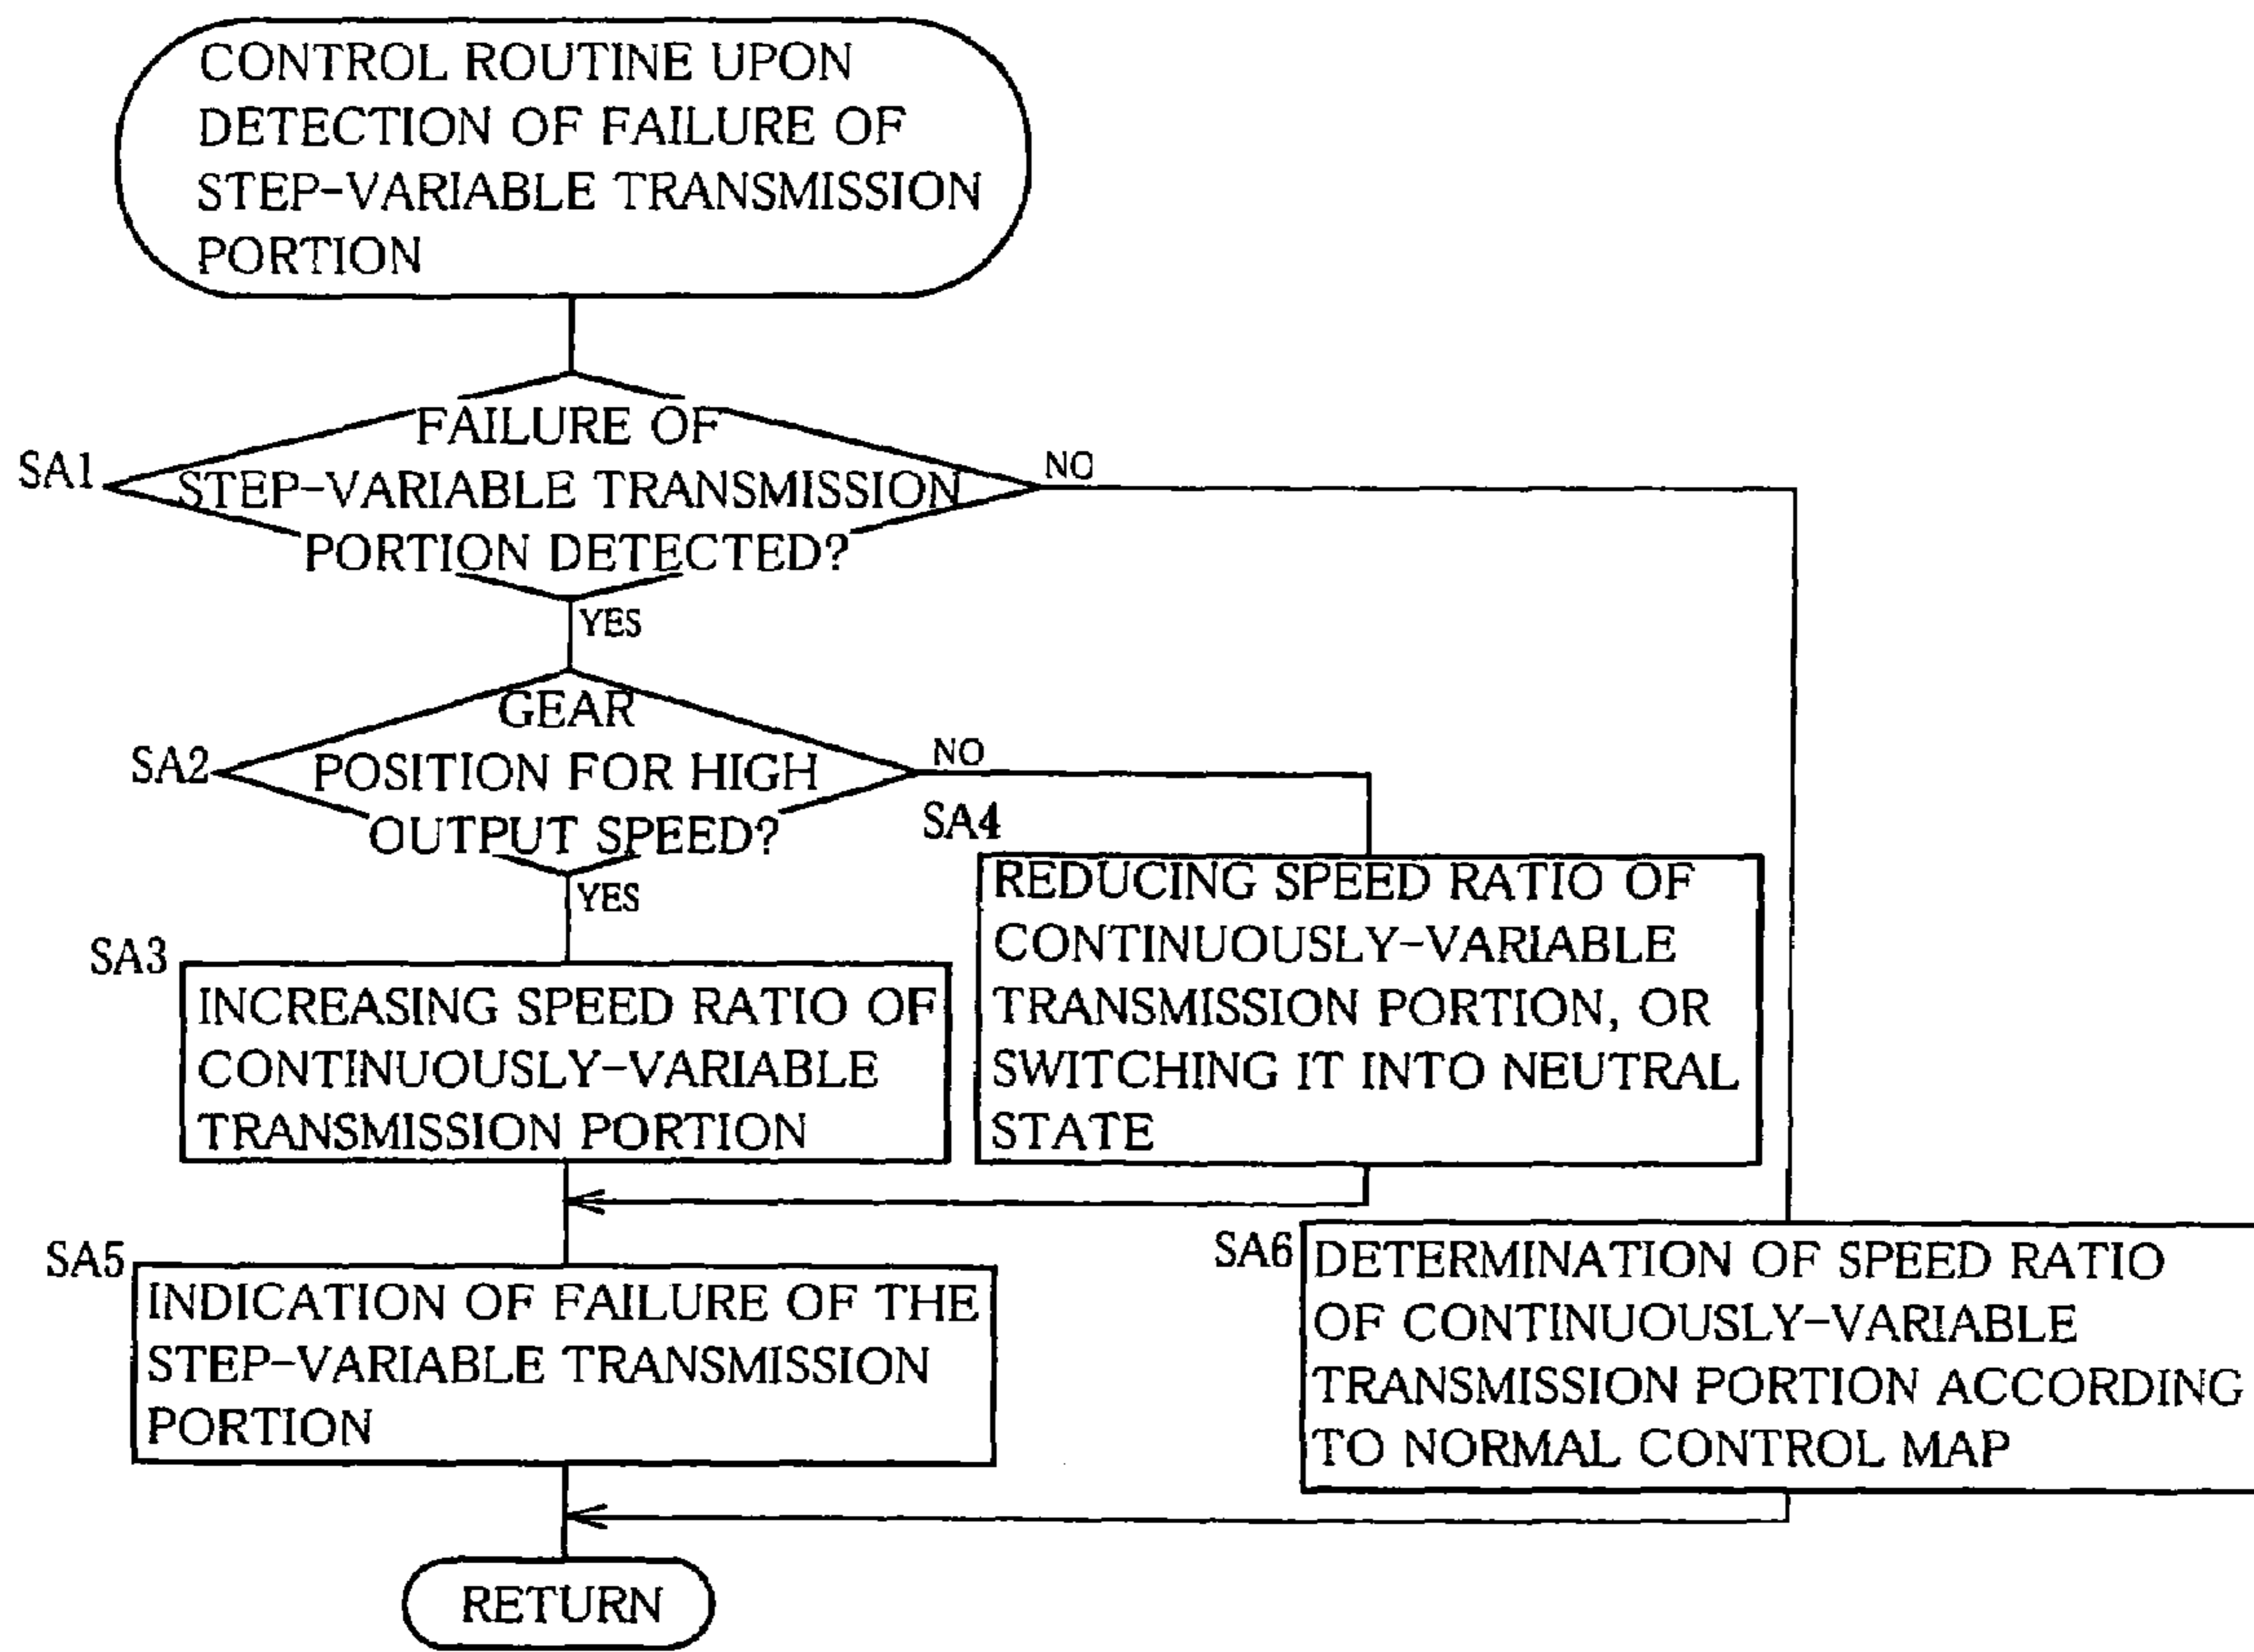 CONTROL ROUTINE UPON
DETECTION OF FAILURE OF
STEP-VARIABLE TRANSMISSION
PORTION
SA1
FAILURE OF
STEP-VARIABLE TRANSMISSION
PORTION DETECTED?
NO
YES
SA2
GEAR
POSITION FOR HIGH
OUTPUT SPEED?
NO
YES
SA4
REDUCING SPEED RATIO OF
CONTINUOUSLY-VARIABLE
TRANSMISSION PORTION, OR
SWITCHING IT INTO NEUTRAL
STATE
SA3
INCREASING SPEED RATIO OF
CONTINUOUSLY-VARIABLE
TRANSMISSION PORTION
SA5
INDICATION OF FAILURE OF THE
STEP-VARIABLE TRANSMISSION
PORTION
SA6
DETERMINATION OF SPEED RATIO
OF CONTINUOUSLY-VARIABLE
TRANSMISSION PORTION ACCORDING
TO NORMAL CONTROL MAP
RETURN